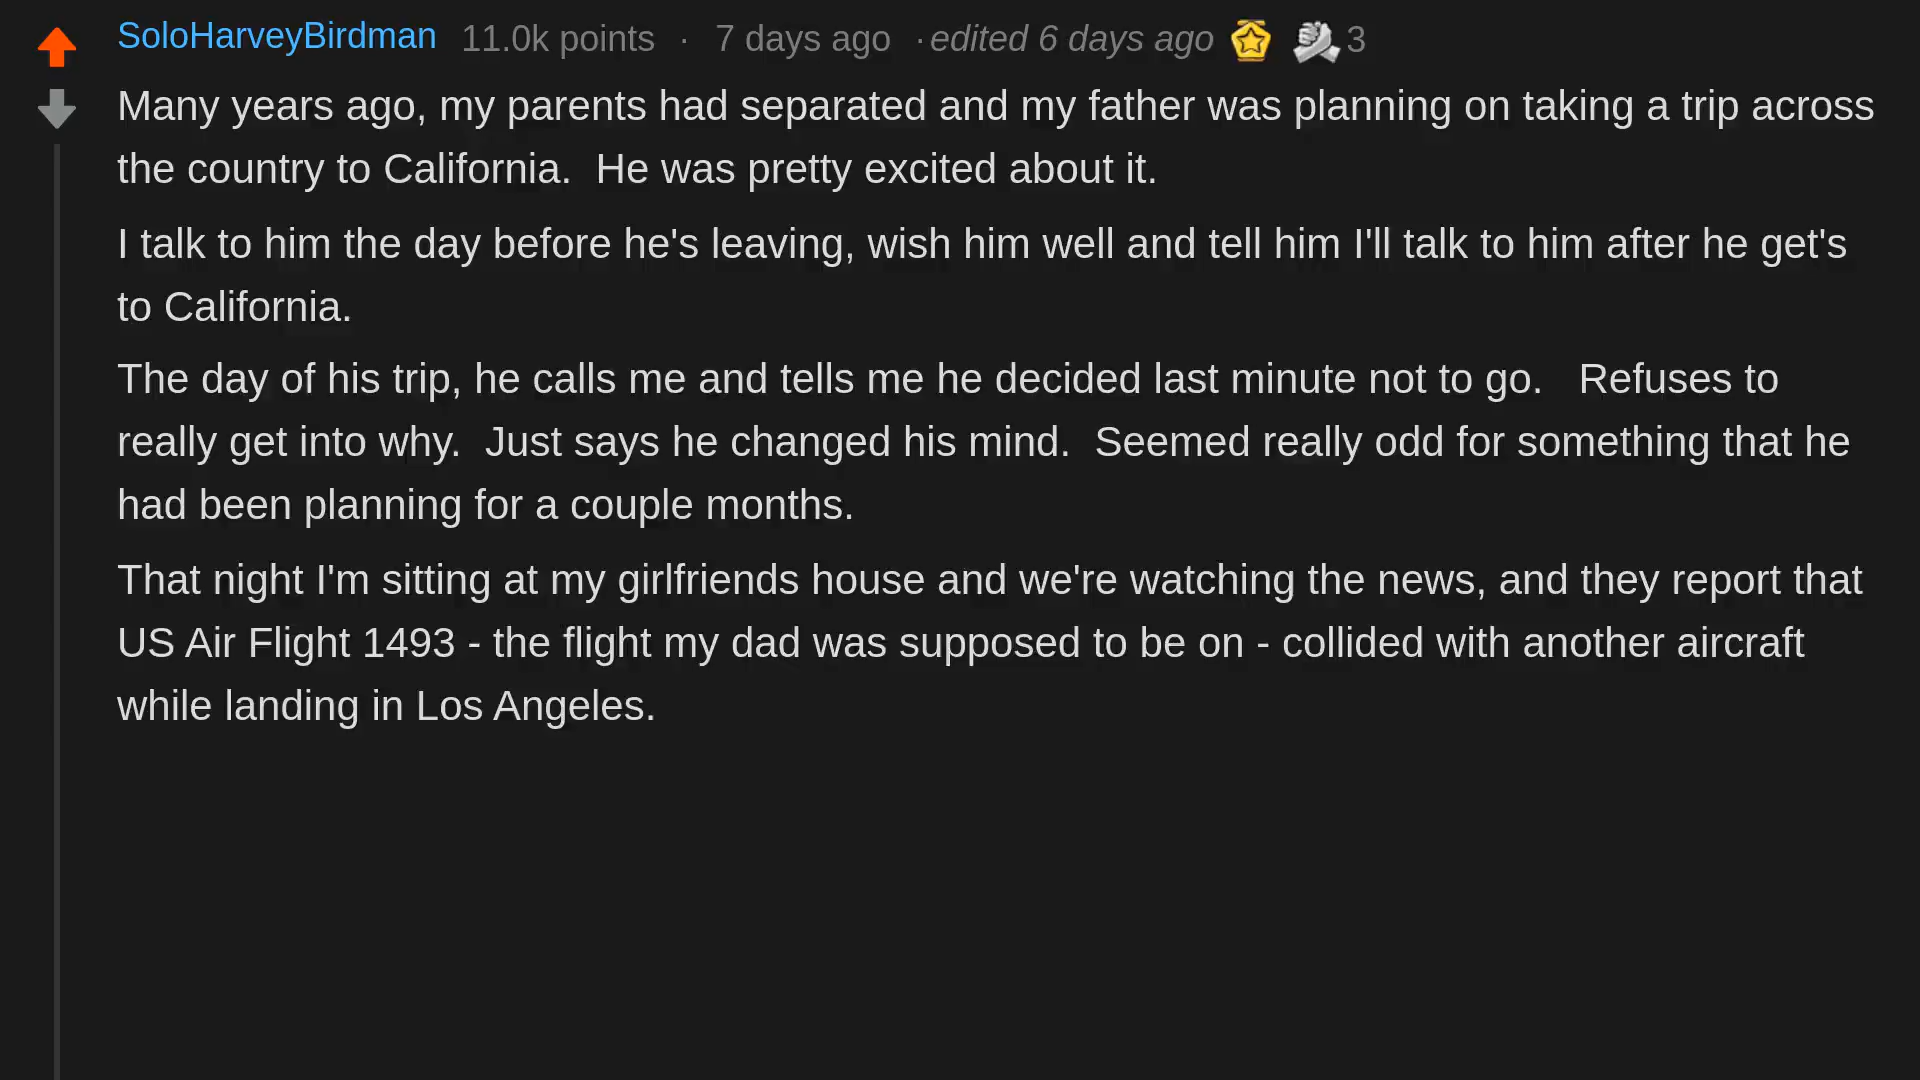 SoloHarveyBirdman 11.0k points · 7 days ago · edited 6 days ago 3
Many years ago, my parents had separated and my father was planning on taking a trip across
the country to California.  He was pretty excited about it.
I talk to him the day before he's leaving, wish him well and tell him I'll talk to him after he get's
to California.
The day of his trip, he calls me and tells me he decided last minute not to go.   Refuses to
really get into why.  Just says he changed his mind.  Seemed really odd for something that he
had been planning for a couple months.
That night I'm sitting at my girlfriends house and we're watching the news, and they report that
US Air Flight 1493 - the flight my dad was supposed to be on - collided with another aircraft
while landing in Los Angeles.